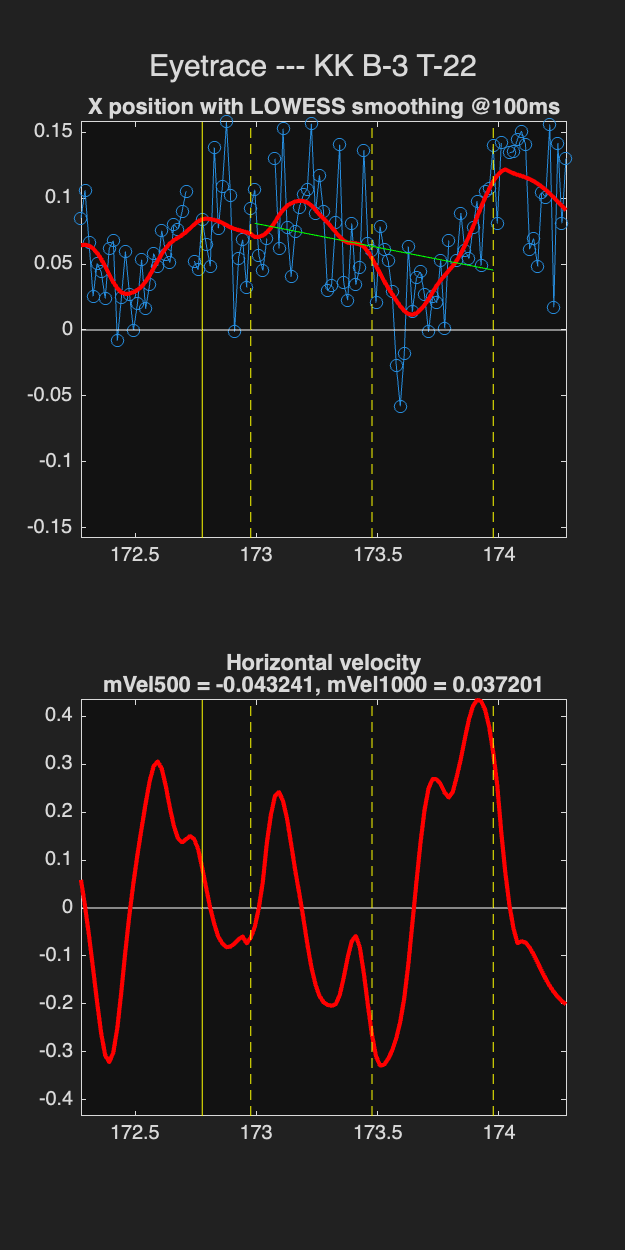 Eyetrace --- KK B-3 T-22
X position with LOWESS smoothing @100ms
0.15
0.1
0.05
0
-0.05
-0.1
-0.15
172.5 173 173.5 174
Horizontal velocity
mVel500 = -0.043241, mVel1000 = 0.037201
0.4
0.3
0.2
0.1
0
-0.1
-0.2
-0.3
-0.4
172.5 173 173.5 174